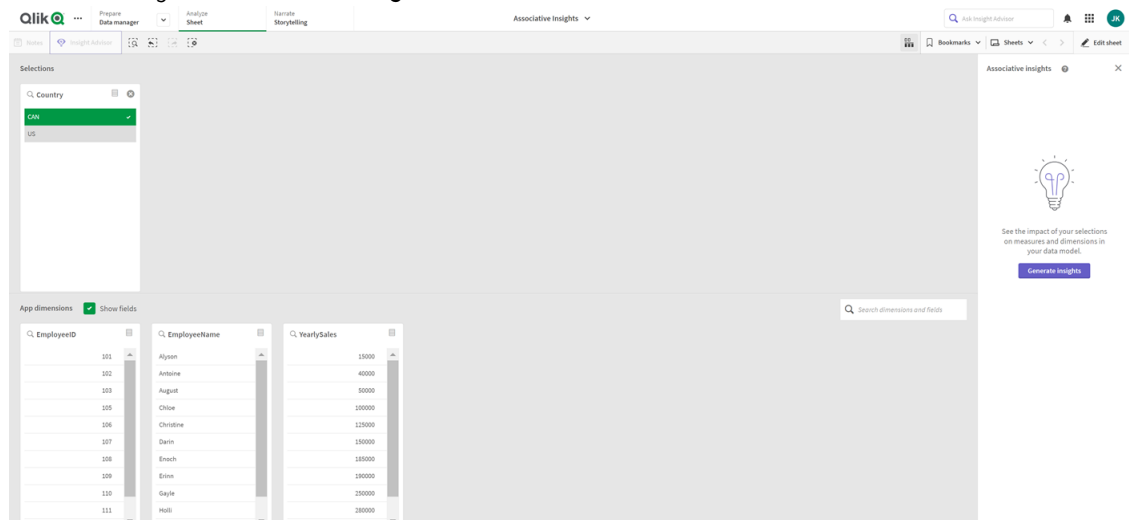 Qlik
Prepare
Data manager
Analyze
Sheet
Narrate
Storytelling
Associative Insights
Ask Insight Advisor
JK
Notes
Insight Advisor
Bookmarks
Sheets
Edit sheet
Selections
Country
CAN
US
Associative insights
See the impact of your selections
on measures and dimensions in
your data model.
Generate insights
App dimensions
Show fields
Search dimensions and fields
EmployeeID
101
102
103
105
106
107
108
109
110
111
EmployeeName
Alyson
Antoine
August
Chloe
Christine
Darin
Enoch
Erinn
Gayle
Holli
YearlySales
15000
40000
50000
100000
125000
150000
185000
190000
250000
280000